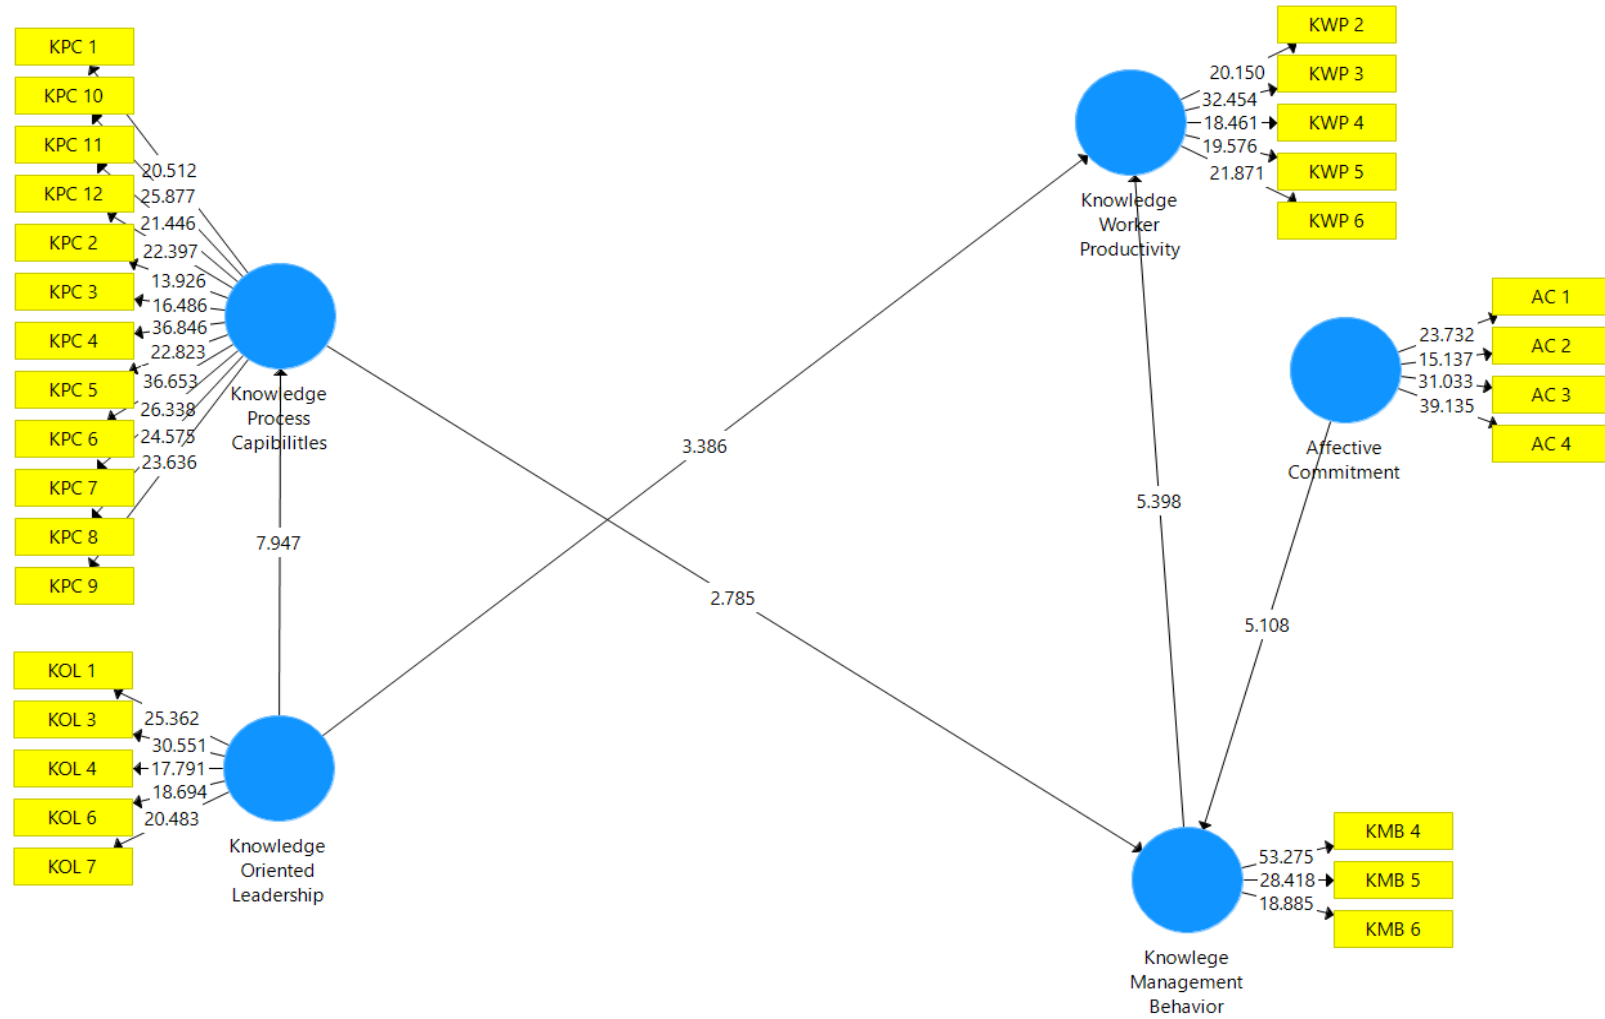 KPC 1
KPC 10
KPC 11
KPC 12
KPC 2
KPC 3
KPC 4
KPC 5
KPC 6
KPC 7
KPC 8
KPC 9
20.512
25.877
21.446
22.397
13.926
16.486
36.846
22.823
36.653
26.338
24.575
23.636
Knowledge
Process
Capibilitles
7.947
KOL 1
KOL 3
KOL 4
KOL 6
KOL 7
25.362
30.551
17.791
18.694
20.483
Knowledge
Oriented
Leadership
3.386
2.785
KWP 2
KWP 3
KWP 4
KWP 5
KWP 6
20.150
32.454
18.461
19.576
21.871
Knowledge
Worker
Productivity
5.398
AC 1
AC 2
AC 3
AC 4
23.732
15.137
31.033
39.135
Affective
Commitment
5.108
KMB 4
KMB 5
KMB 6
53.275
28.418
18.885
Knowlege
Management
Behavior